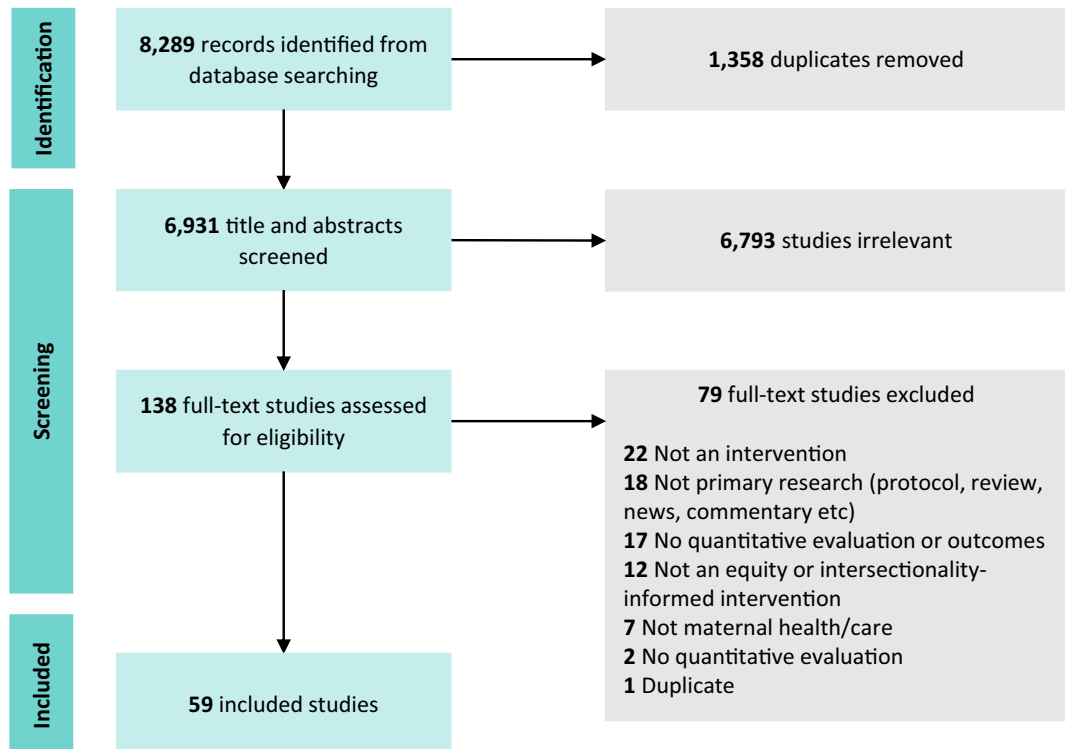 Identification
8,289 records identified from
database searching
1,358 duplicates removed
Screening
6,931 title and abstracts
screened
6,793 studies irrelevant
138 full-text studies assessed
for eligibility
79 full-text studies excluded
22 Not an intervention
18 Not primary research (protocol, review,
news, commentary etc)
17 No quantitative evaluation or outcomes
12 Not an equity or intersectionality-
informed intervention
7 Not maternal health/care
2 No quantitative evaluation
1 Duplicate
Included
59 included studies